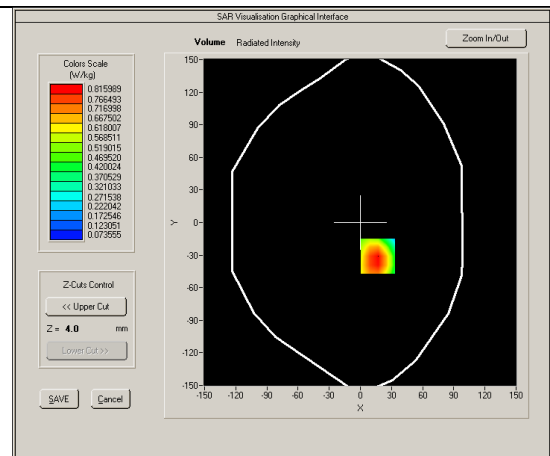 SAR Visualisation Graphical Interface
Volume Radiated Intensity
Zoom In/Out
Colors Scale
(W/kg)
0.815989
0.766493
0.716998
0.667502
0.618007
0.568511
0.519015
0.469520
0.420024
0.370529
0.321033
0.271538
0.222042
0.172546
0.123051
0.073555
Z-Cuts Control
<< Upper Cut
Z = 4.0 mm
Lower Cut >>
SAVE Cancel
150
120
90
60
30
Y 0
-30
-60
-90
-120
-150
-150 -120 -90 -60 -30 0 30 60 90 120 150
X